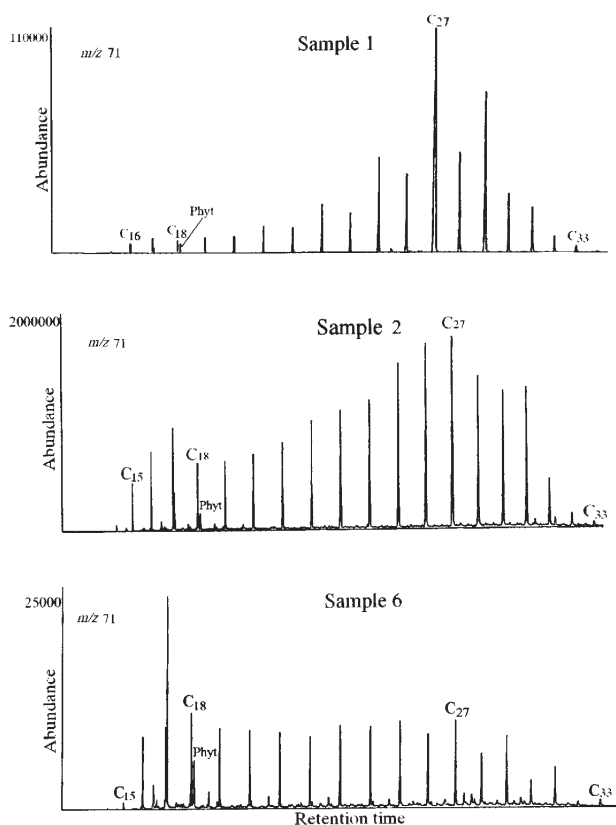 110000
m/z 71
Sample 1
C27
Abundance
Phyt
C16
C18
C33
2000000
m/z 71
Sample 2
C27
Abundance
C18
C15
Phyt
C33
25000
m/z 71
Sample 6
Abundance
C18
C27
Phyt
C15
C33
Retention time